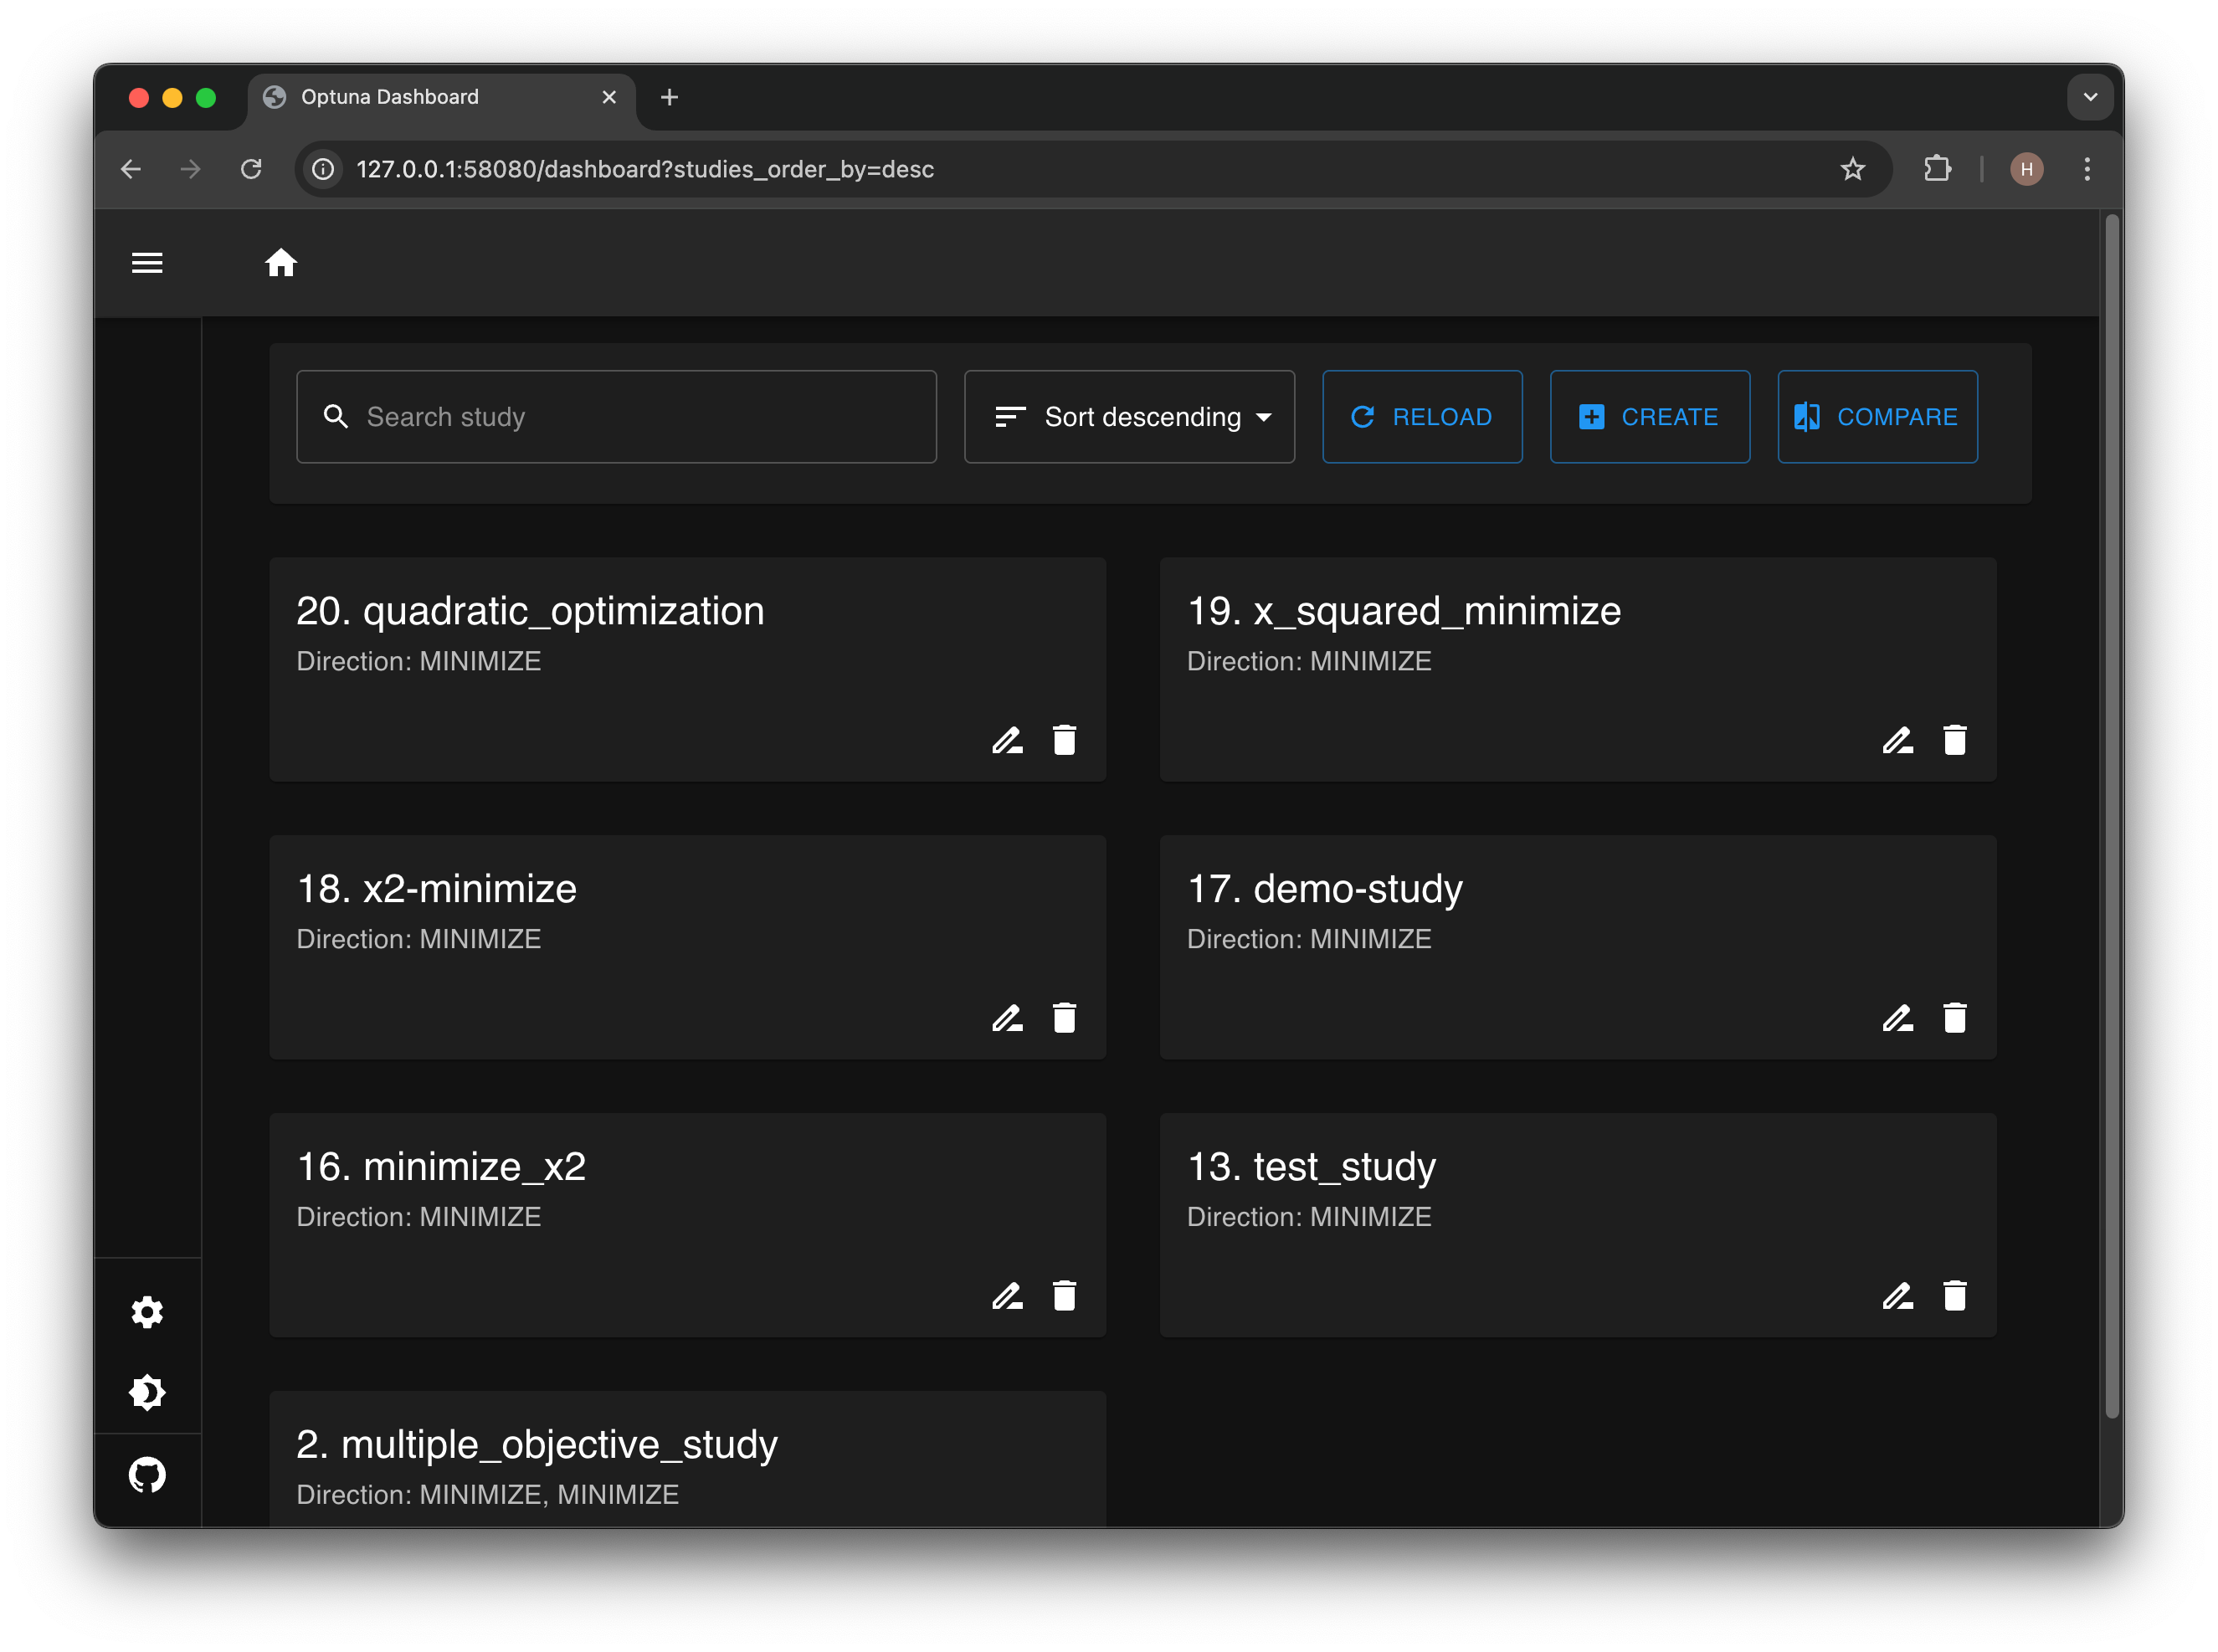 Optuna Dashboard
127.0.0.1:58080/dashboard?studies_order_by=desc
H
Search study
Sort descending
RELOAD
CREATE
COMPARE
20. quadratic_optimization
Direction: MINIMIZE
19. x_squared_minimize
Direction: MINIMIZE
18. x2-minimize
Direction: MINIMIZE
17. demo-study
Direction: MINIMIZE
16. minimize_x2
Direction: MINIMIZE
13. test_study
Direction: MINIMIZE
2. multiple_objective_study
Direction: MINIMIZE, MINIMIZE